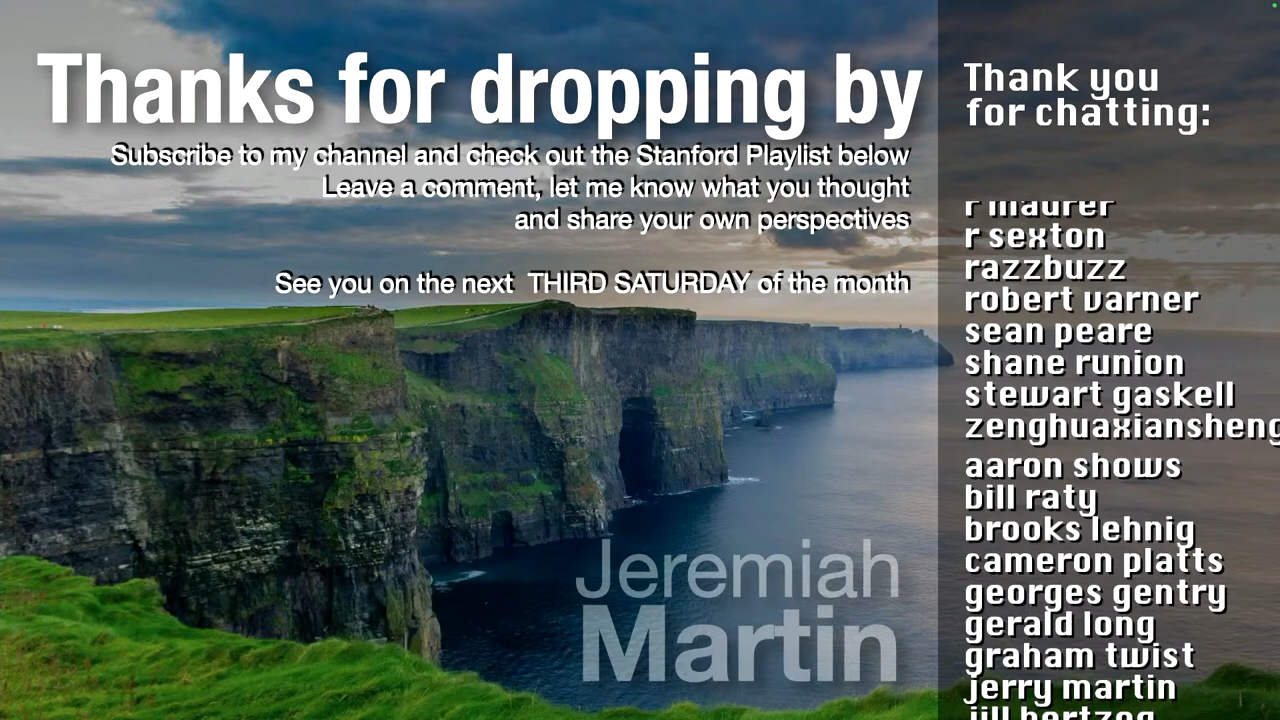 Thanks for dropping by
Subscribe to my channel and check out the Stanford Playlist below
Leave a comment, let me know what you thought
and share your own perspectives
See you on the next THIRD SATURDAY of the month
Jeremiah
Martin
Thank you
for chatting:
r maurer
r sexton
razzbuzz
robert varner
sean peare
shane runion
stewart gaskell
zenghuaxiansheng
aaron shows
bill raty
brooks lehnig
cameron platts
georges gentry
gerald long
graham twist
jerry martin